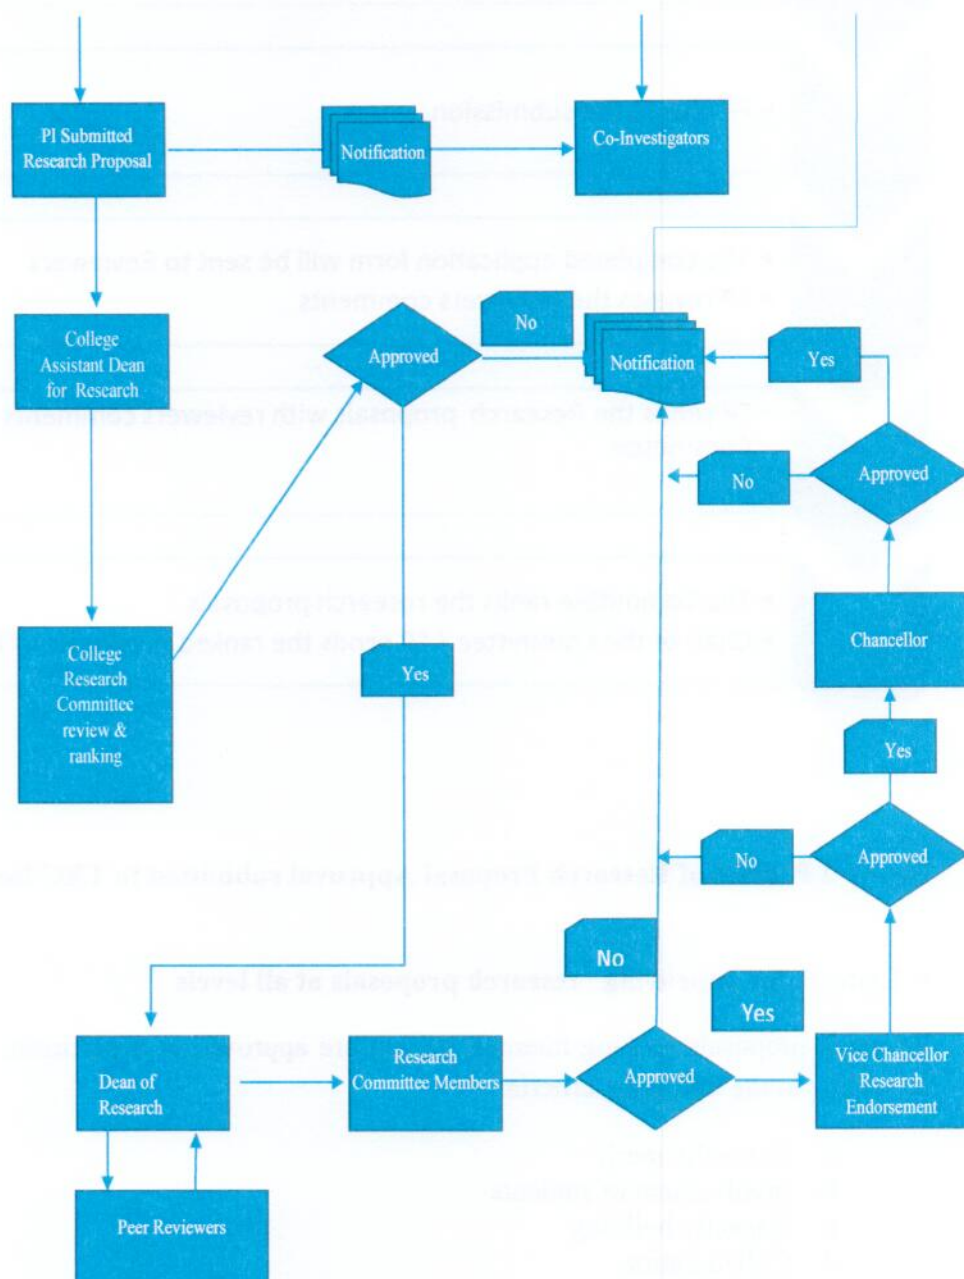 PI Submitted
Research Proposal
Notification
Co-Investigators
College
Assistant Dean
for Research
Approved
No
Notification
Yes
No
Approved
College
Research
Committee
review &
ranking
Yes
Chancellor
Yes
No
Approved
No
Yes
Dean of
Research
Research
Committee Members
Approved
Vice Chancellor
Research
Endorsement
Peer Reviewers